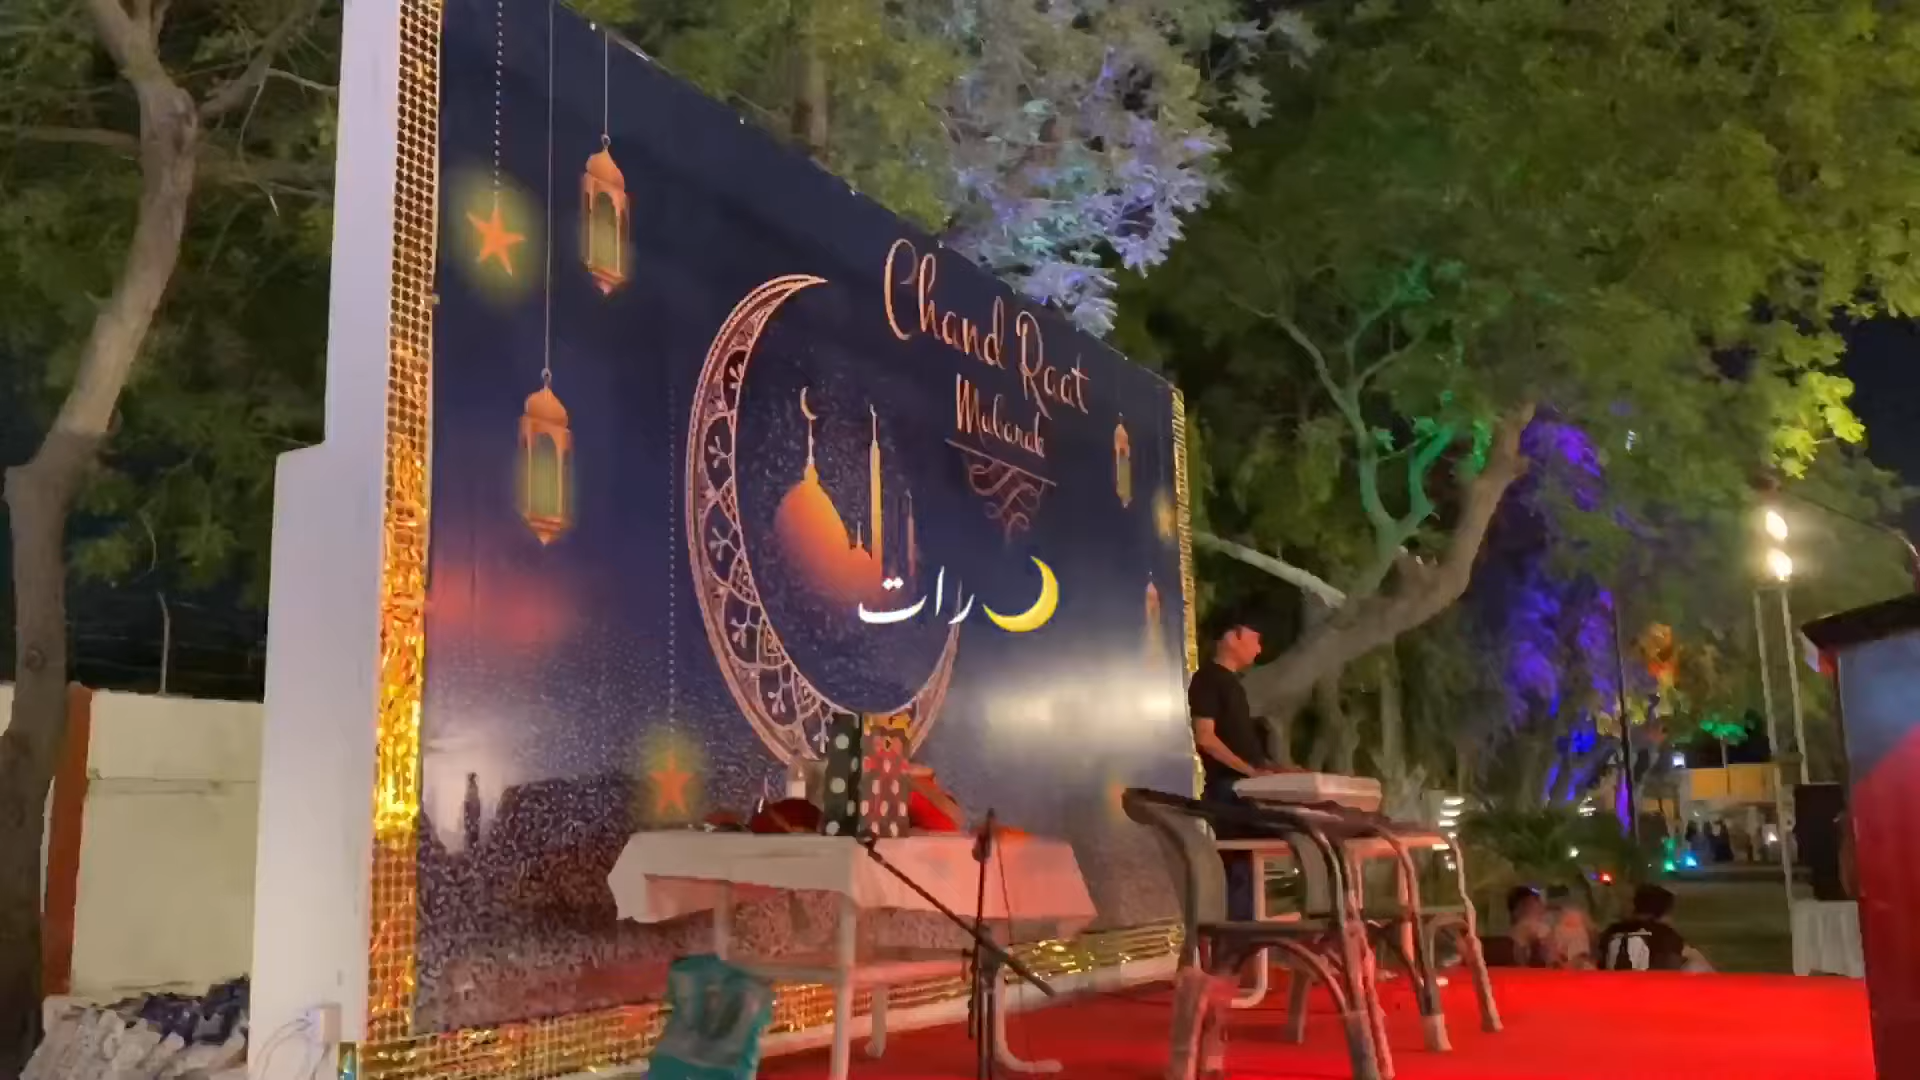 Chand Raat
Mubarak
🌙رات